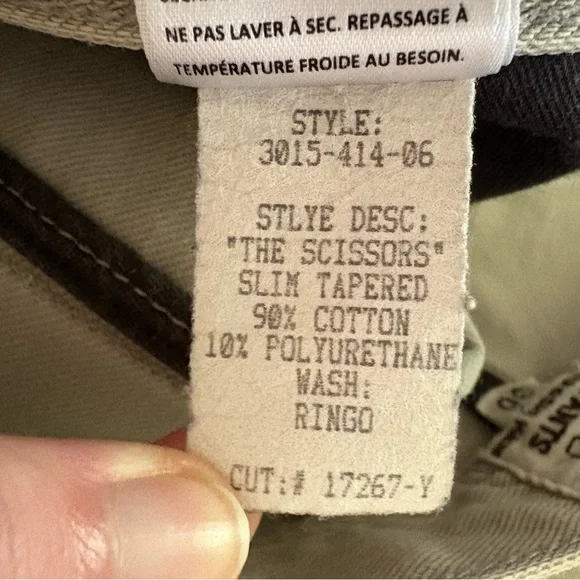 NE PAS LAVER À SEC. REPASSAGE À
TEMPÉRATURE FROIDE AU BESOIN.
STYLE:
3015-414-06
STLYE DESC:
"THE SCISSORS"
SLIM TAPERED
90% COTTON
10% POLYURETHANE
WASH:
RINGO
CUT:# 17267-Y